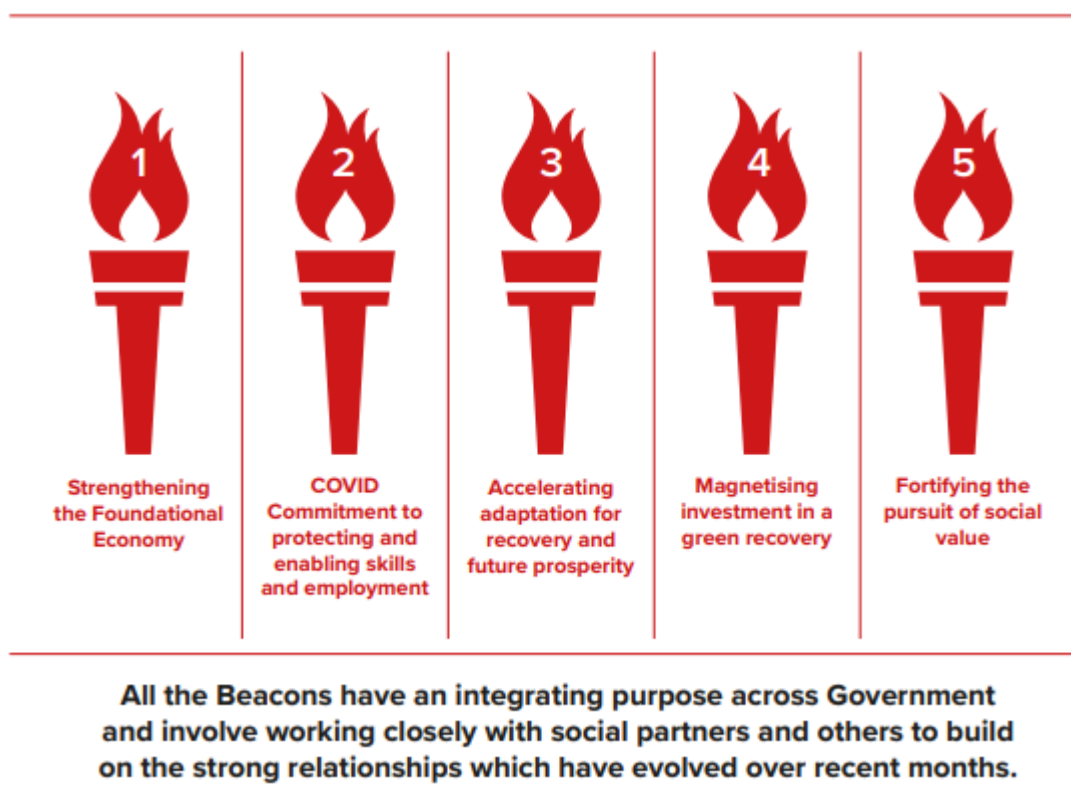 1
Strengthening
the Foundational
Economy
2
COVID
Commitment to
protecting and
enabling skills
and employment
3
Accelerating
adaptation for
recovery and
future prosperity
4
Magnetising
investment in a
green recovery
5
Fortifying the
pursuit of social
value
All the Beacons have an integrating purpose across Government
and involve working closely with social partners and others to build
on the strong relationships which have evolved over recent months.